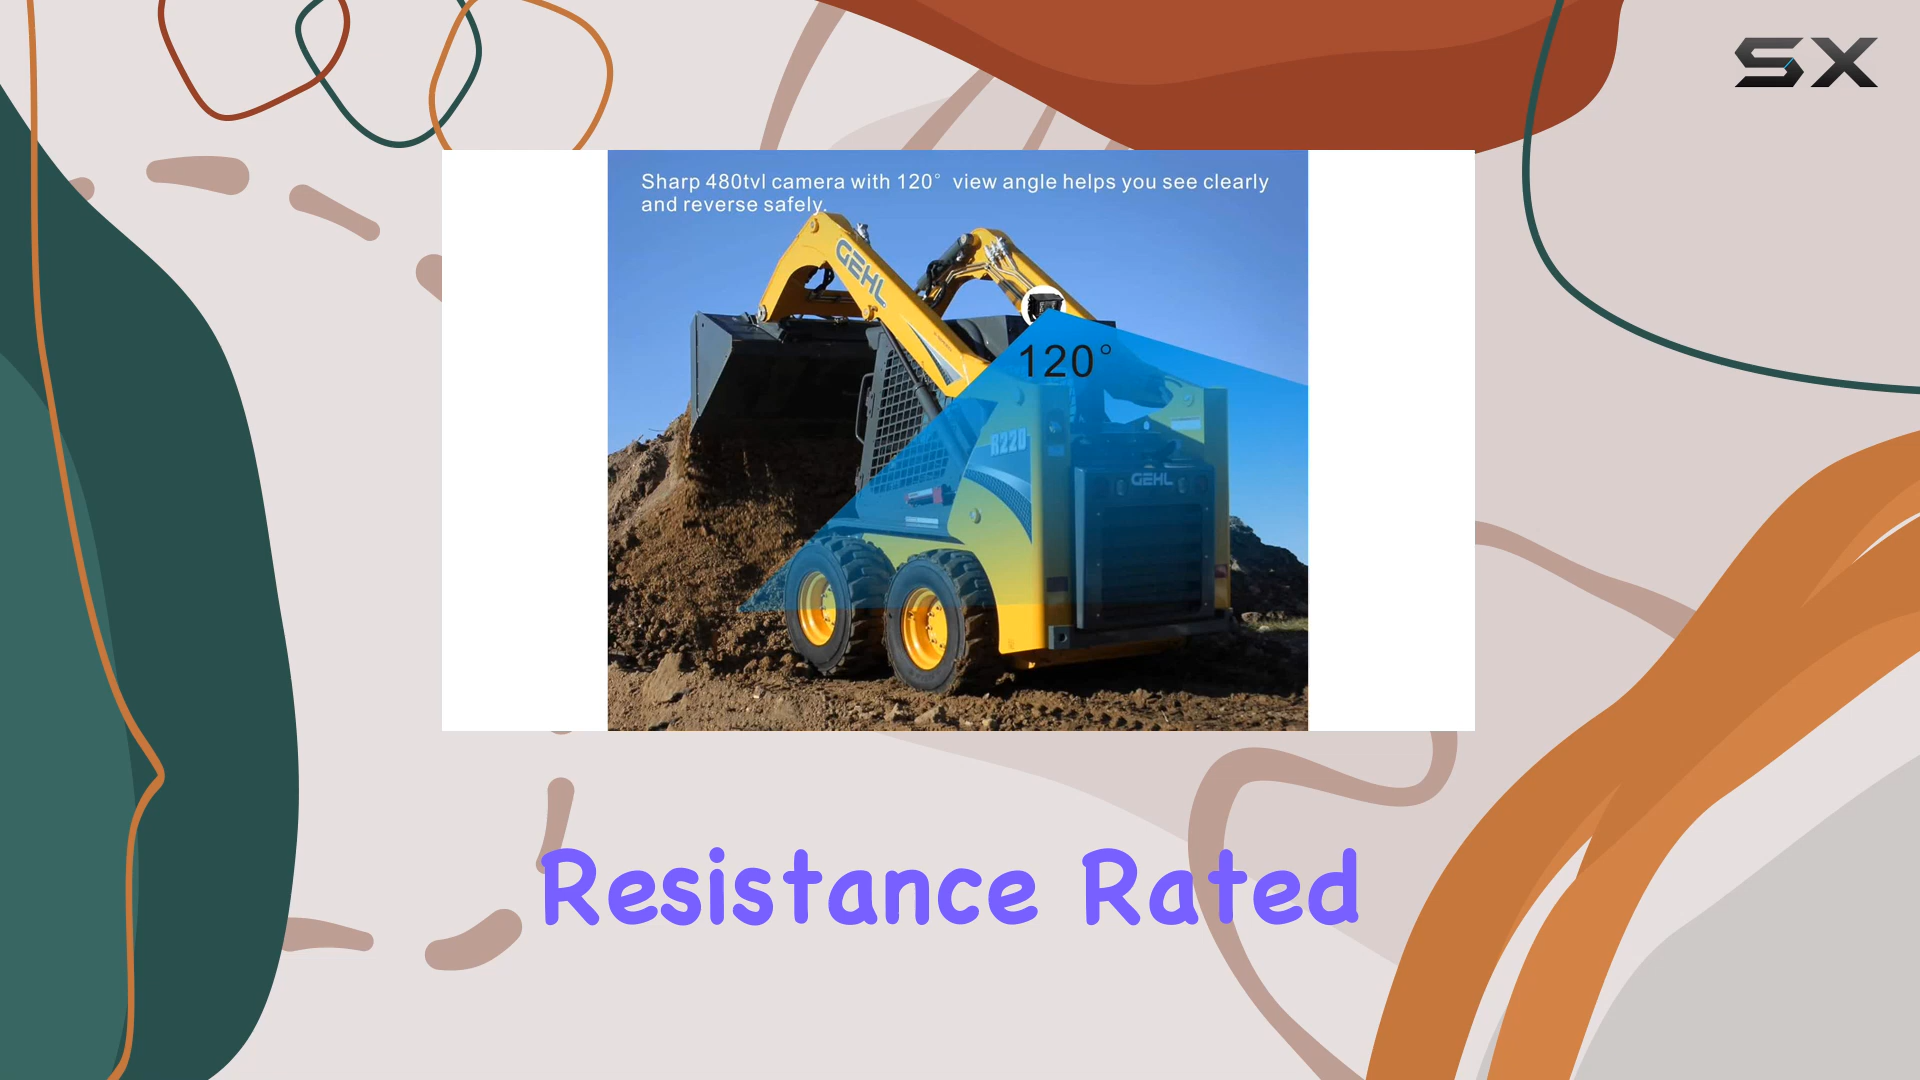 SX
Sharp 480tvl camera with 120° view angle helps you see clearly
and reverse safely.
GEHL
120°
R220
GEHL
Resistance Rated